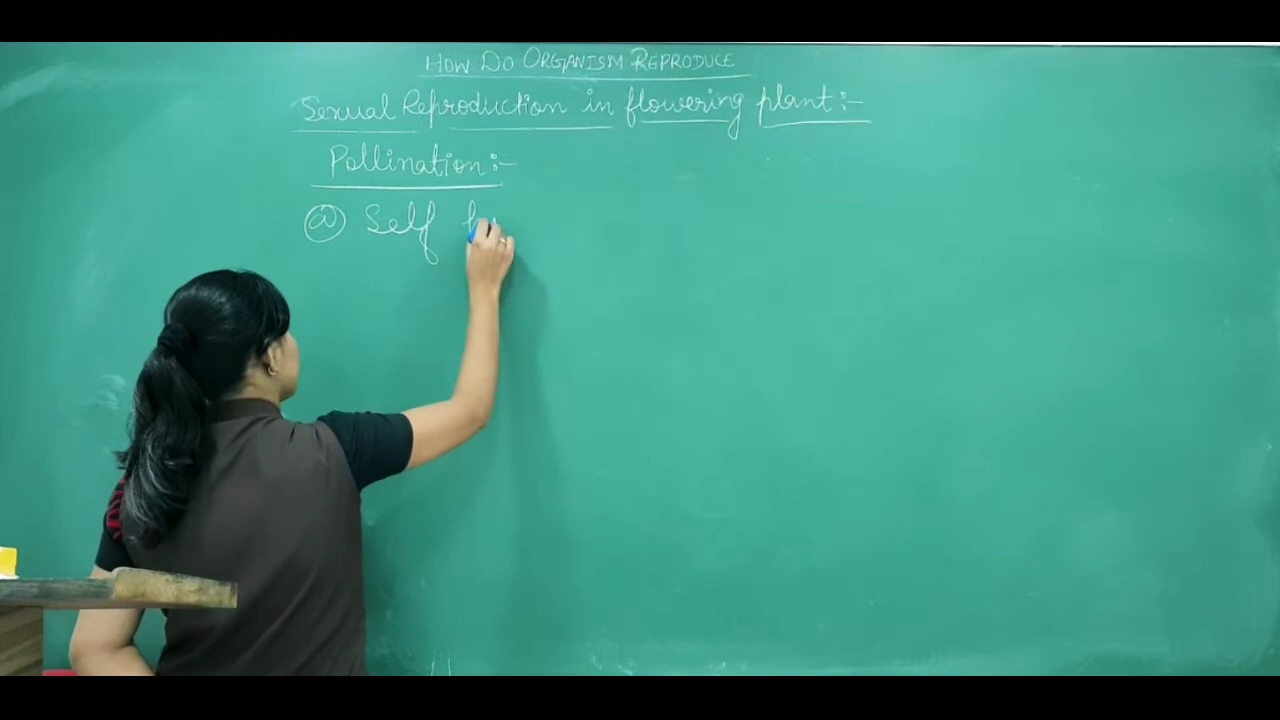 HOW DO ORGANISM REPRODUCE
Sexual Reproduction in flowering plant:-
Pollination:-
(a) Self